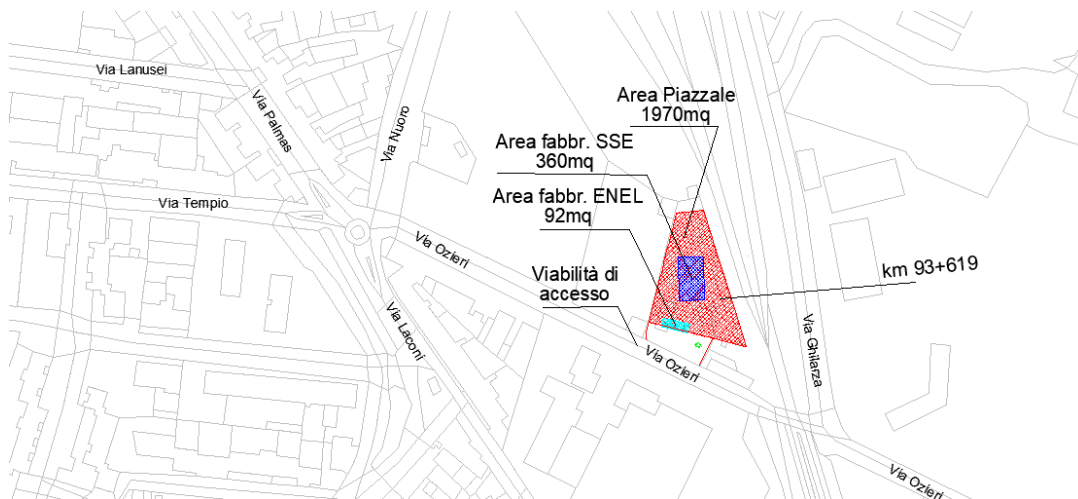 Via Lanusei
Via Palmas
Via Nuoro
Area Piazzale
1970mq
Area fabbr. SSE
360mq
Area fabbr. ENEL
92mq
Via Tempio
Via Ozieri
Viabilità di
accesso
km 93+619
Via Laconi
Via Ghilarza
Via Ozieri
Via Ozieri